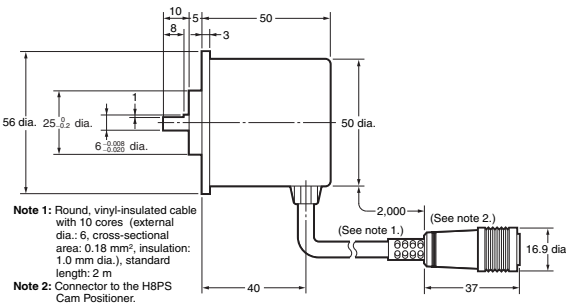 10
5
50
8
3
1
56 dia.
25 0 -0.2 dia.
6 -0.008 -0.020 dia.
50 dia.
2,000
(See note 1.)
(See note 2.)
16.9 dia
40
37
Note 1: Round, vinyl-insulated cable
with 10 cores (external
dia.: 6, cross-sectional
area: 0.18 mm², insulation:
1.0 mm dia.), standard
length: 2 m
Note 2: Connector to the H8PS
Cam Positioner.